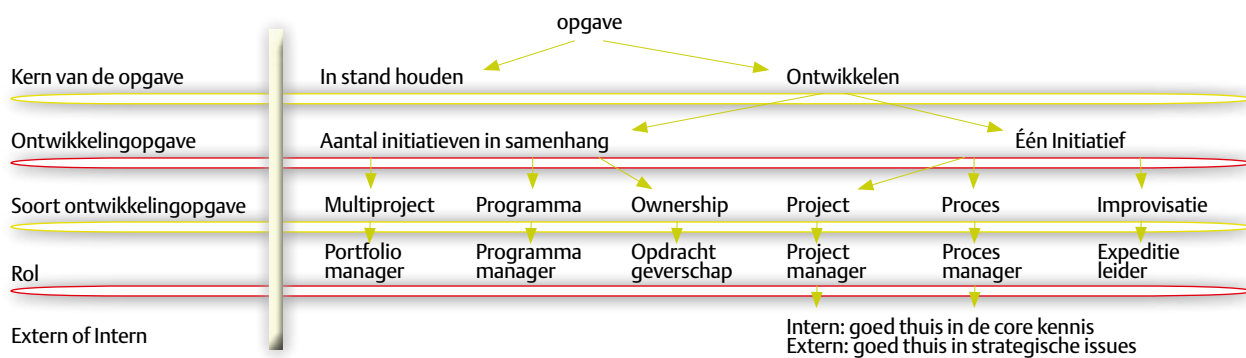 opgave
Kern van de opgave In stand houden Ontwikkelen
Ontwikkelingopgave Aantal initiatieven in samenhang Één Initiatief
Soort ontwikkelingopgave Multiproject Programma Ownership Project Proces Improvisatie
Portfolio Programma Opdracht Project Proces Expeditie
manager manager geverschap manager manager leider
Rol
Intern: goed thuis in de core kennis
Extern of Intern
Extern: goed thuis in strategische issues